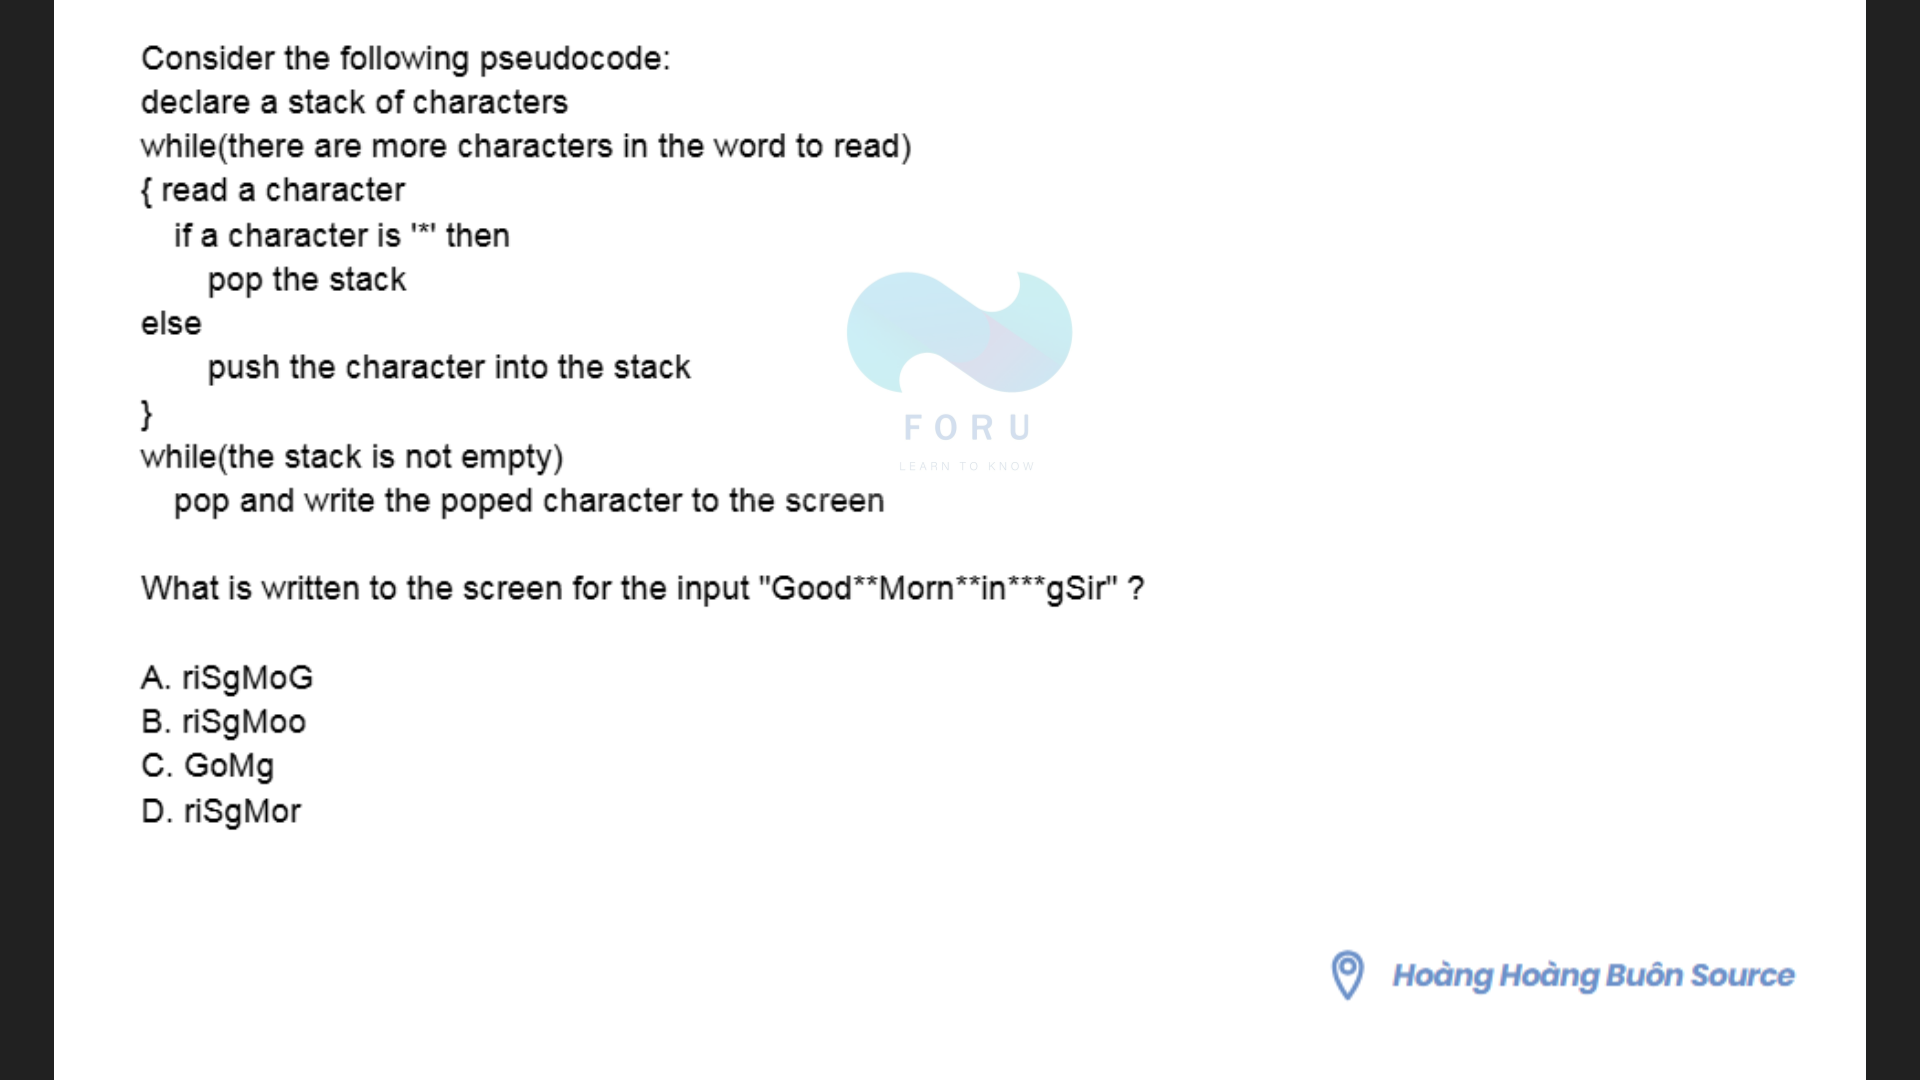 Consider the following pseudocode:
declare a stack of characters
while(there are more characters in the word to read)
{ read a character
if a character is '*' then
pop the stack
else
push the character into the stack
}
while(the stack is not empty)
pop and write the poped character to the screen
What is written to the screen for the input "Good**Morn**in***gSir" ?
A. riSgMoG
B. riSgMoo
C. GoMg
D. riSgMor
FORU
LEARN TO KNOW
Hoàng Hoàng Buôn Source